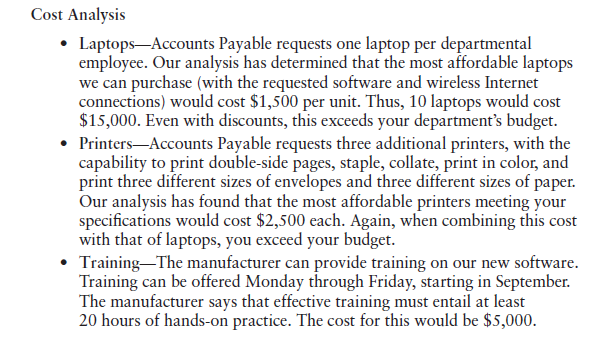 Cost Analysis
• Laptops—Accounts Payable requests one laptop per departmental
employee. Our analysis has determined that the most affordable laptops
we can purchase (with the requested software and wireless Internet
connections) would cost $1,500 per unit. Thus, 10 laptops would cost
$15,000. Even with discounts, this exceeds your department's budget.
• Printers—Accounts Payable requests three additional printers, with the
capability to print double-side pages, staple, collate, print in color, and
print three different sizes of envelopes and three different sizes of paper.
Our analysis has found that the most affordable printers meeting your
specifications would cost $2,500 each. Again, when combining this cost
with that of laptops, you exceed your budget.
• Training—The manufacturer can provide training on our new software.
Training can be offered Monday through Friday, starting in September.
The manufacturer says that effective training must entail at least
20 hours of hands-on practice. The cost for this would be $5,000.